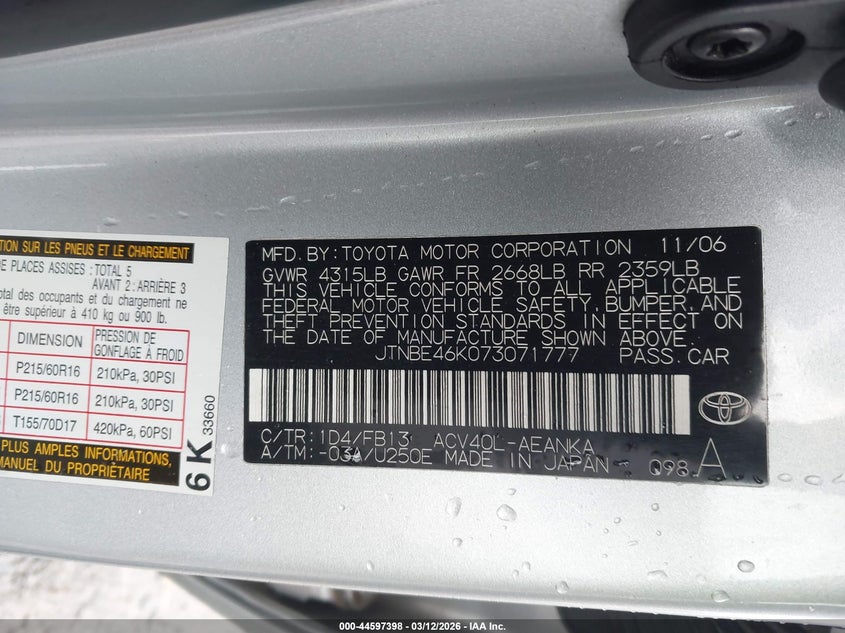 TION SUR LES PNEUS ET LE CHARGEMENT
DE PLACES ASSISES : TOTAL 5
AVANT 2 : ARRIÈRE 3
total des occupants et du chargement ne
être supérieur à 410 kg ou 900 lb.
DIMENSION PRESSION DE GONFLAGE À FROID
P215/60R16 210kPa, 30PSI
P215/60R16 210kPa, 30PSI
T155/70D17 420kPa, 60PSI
PLUS AMPLES INFORMATIONS,
MANUEL DU PROPRIÉTAIRE
6 K 33660
MFD. BY: TOYOTA MOTOR CORPORATION 11/06
GVWR 4315LB GAWR FR 2668LB RR 2359LB
THIS VEHICLE CONFORMS TO ALL APPLICABLE
FEDERAL MOTOR VEHICLE SAFETY, BUMPER, AND
THEFT PREVENTION STANDARDS IN EFFECT ON
THE DATE OF MANUFACTURE SHOWN ABOVE.
JTNBE46K073071777 PASS. CAR
C/TR: 1D4/FB13 ACV40L-AEANKA
A/TM: -03A/U250E MADE IN JAPAN 098- A
000-44597398 - 03/12/2026 - IAA, Inc.